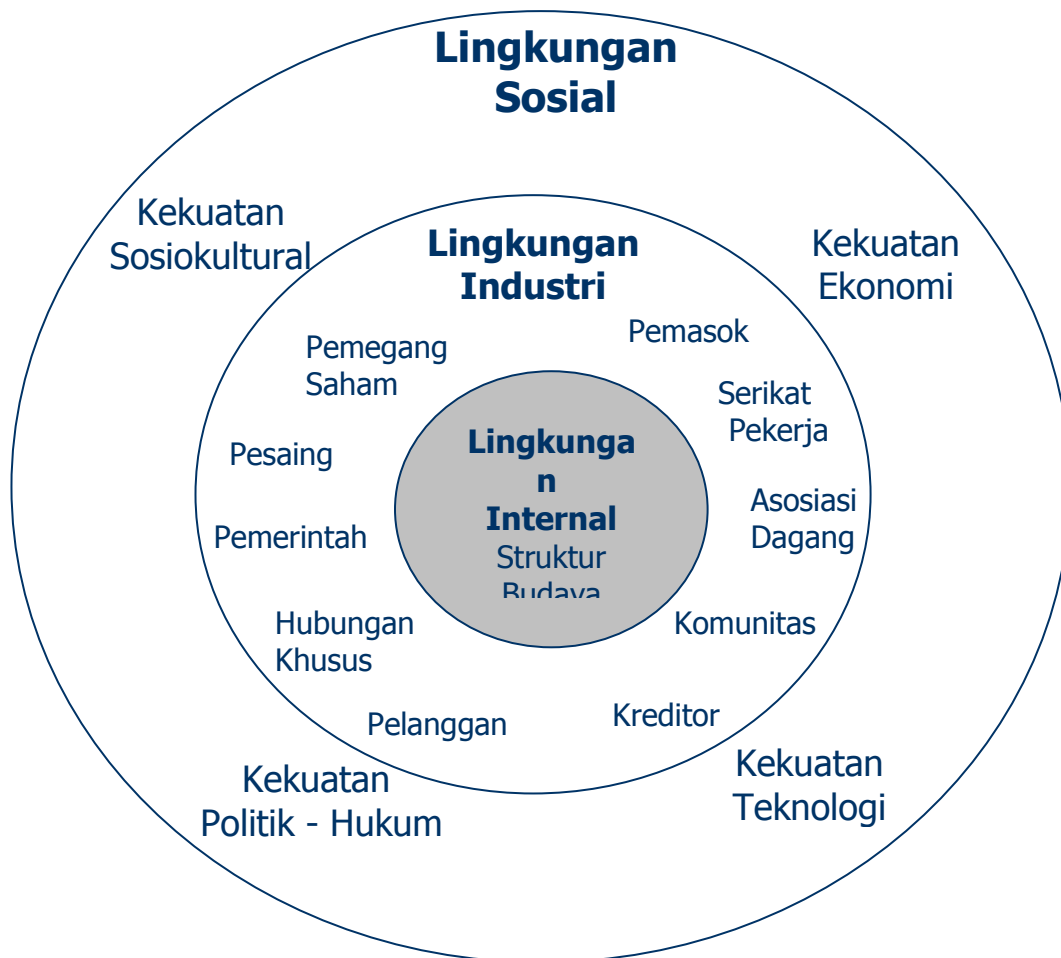 Lingkungan
Sosial
Kekuatan
Sosiokultural
Kekuatan
Ekonomi
Lingkungan
Industri
Pemegang
Saham
Pemasok
Serikat
Pekerja
Pesaing
Lingkunga
n
Internal
Struktur
Budaya
Asosiasi
Dagang
Pemerintah
Hubungan
Khusus
Komunitas
Pelanggan
Kreditor
Kekuatan
Politik - Hukum
Kekuatan
Teknologi